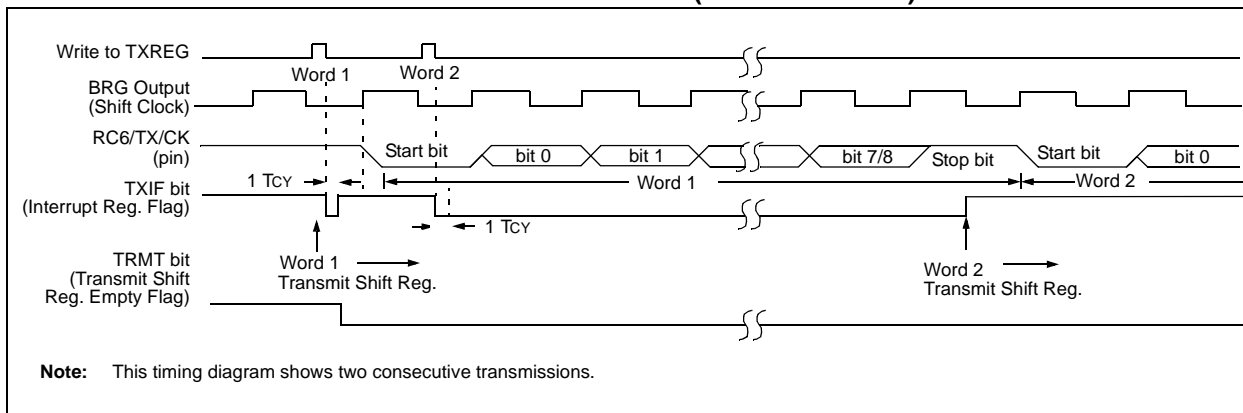 Write to TXREG
Word 1 Word 2
BRG Output
(Shift Clock)
RC6/TX/CK
(pin)
Start bit bit 0 bit 1 bit 7/8 Stop bit Start bit bit 0
1 TCY Word 1 Word 2
TXIF bit
(Interrupt Reg. Flag)
1 TCY
TRMT bit
(Transmit Shift
Reg. Empty Flag)
Word 1
Transmit Shift Reg.
Word 2
Transmit Shift Reg.
Note: This timing diagram shows two consecutive transmissions.